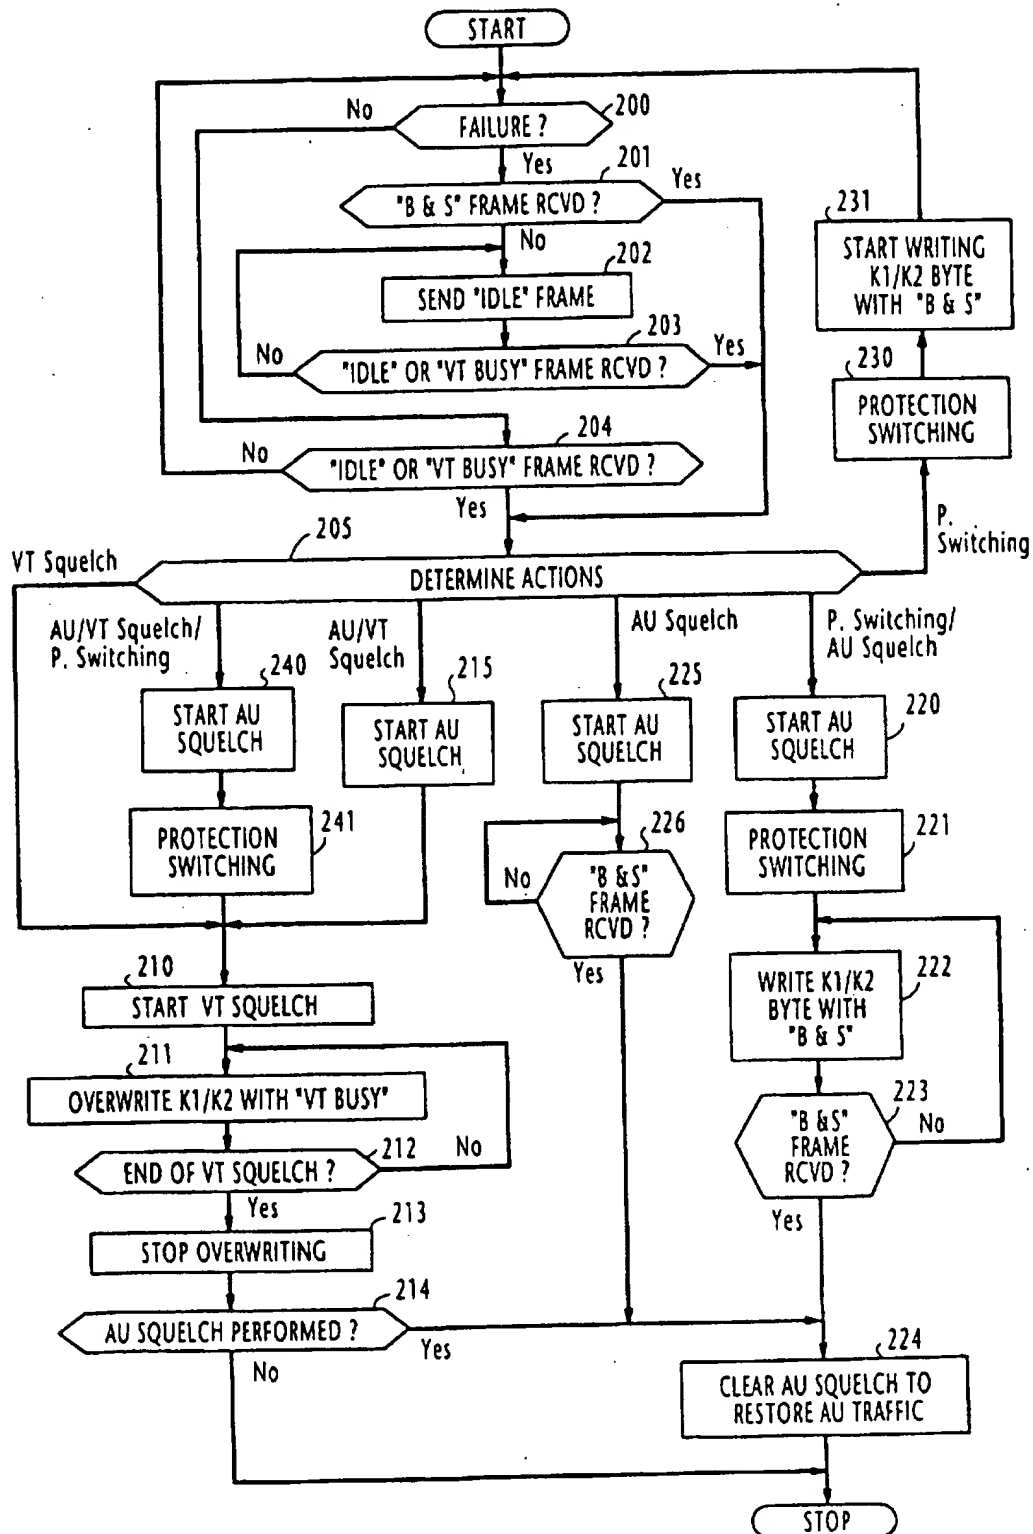 START
No
200
FAILURE ?
Yes
201
"B & S" FRAME RCVD ?
Yes
No
202
SEND "IDLE" FRAME
203
No
"IDLE" OR "VT BUSY" FRAME RCVD ?
Yes
204
No
"IDLE" OR "VT BUSY" FRAME RCVD ?
Yes
231
START WRITING
K1/K2 BYTE
WITH "B & S"
230
PROTECTION
SWITCHING
P.
Switching
205
DETERMINE ACTIONS
VT Squelch
AU/VT Squelch/
P. Switching
240
START AU
SQUELCH
241
PROTECTION
SWITCHING
AU/VT
Squelch
215
START AU
SQUELCH
AU Squelch
225
START AU
SQUELCH
226
No
"B &S"
FRAME
RCVD ?
Yes
P. Switching/
AU Squelch
220
START AU
SQUELCH
221
PROTECTION
SWITCHING
222
WRITE K1/K2
BYTE WITH
"B & S"
223
"B &S"
FRAME
RCVD ?
No
Yes
210
START VT SQUELCH
211
OVERWRITE K1/K2 WITH "VT BUSY"
212
END OF VT SQUELCH ?
No
Yes
213
STOP OVERWRITING
214
AU SQUELCH PERFORMED ?
Yes
No
224
CLEAR AU SQUELCH TO
RESTORE AU TRAFFIC
STOP